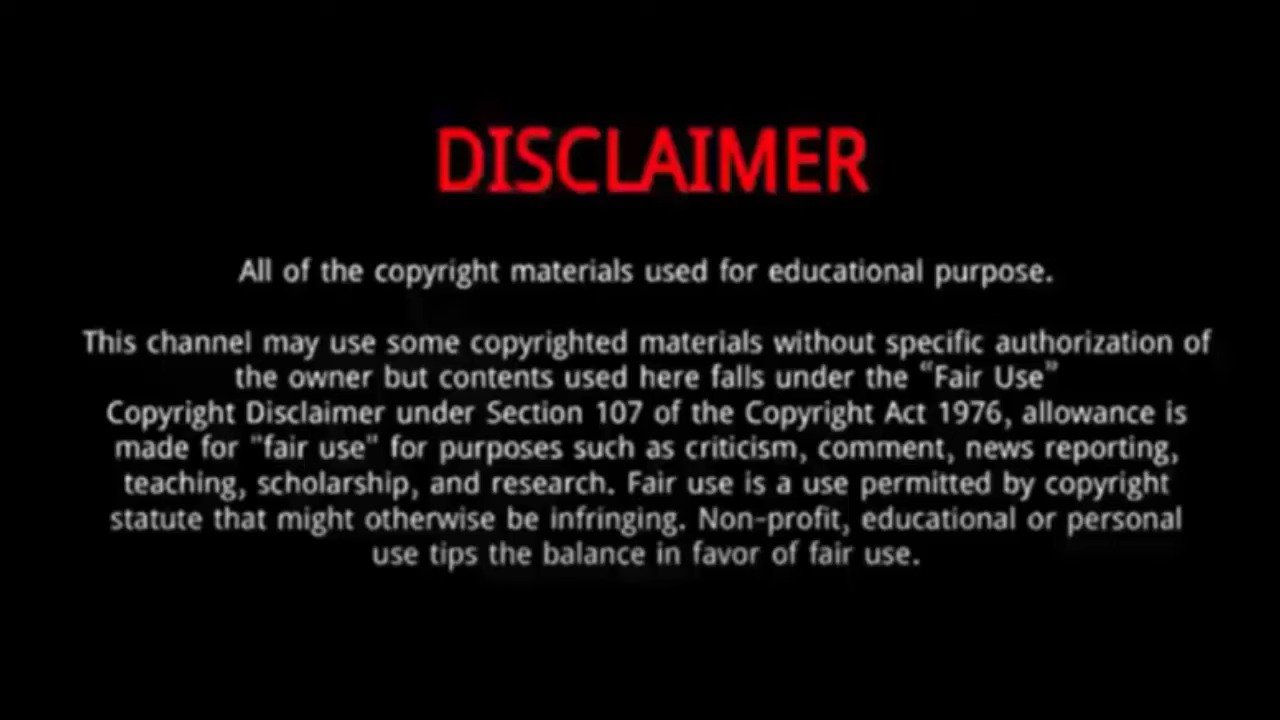 DISCLAIMER
All of the copyright materials used for educational purpose.
This channel may use some copyrighted materials without specific authorization of
the owner but contents used here falls under the “Fair Use”
Copyright Disclaimer under Section 107 of the Copyright Act 1976, allowance is
made for "fair use" for purposes such as criticism, comment, news reporting,
teaching, scholarship, and research. Fair use is a use permitted by copyright
statute that might otherwise be infringing. Non-profit, educational or personal
use tips the balance in favor of fair use.